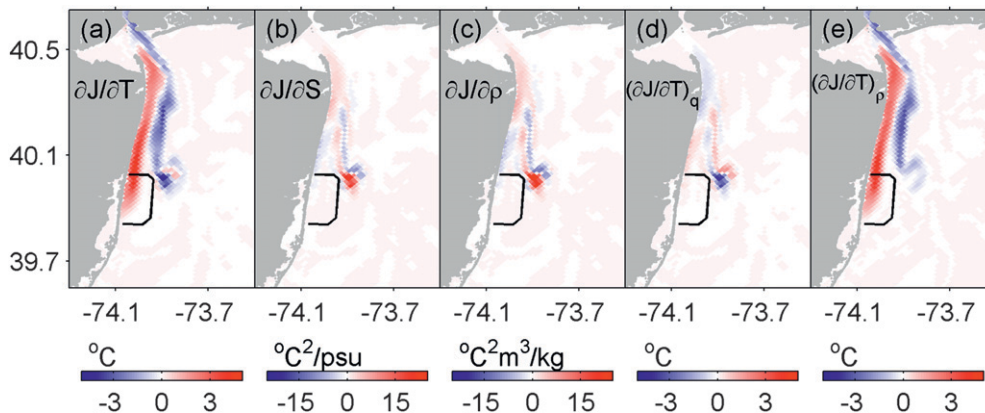 (a) (b) (c) (d) (e)
∂J/∂T ∂J/∂S ∂J/∂ρ (∂J/∂T)q (∂J/∂T)ρ
40.5
40.1
39.7
-74.1 -73.7 -74.1 -73.7 -74.1 -73.7 -74.1 -73.7 -74.1 -73.7
°C °C²/psu °C²m³/kg °C °C
-3 0 3 -15 0 15 -15 0 15 -3 0 3 -3 0 3